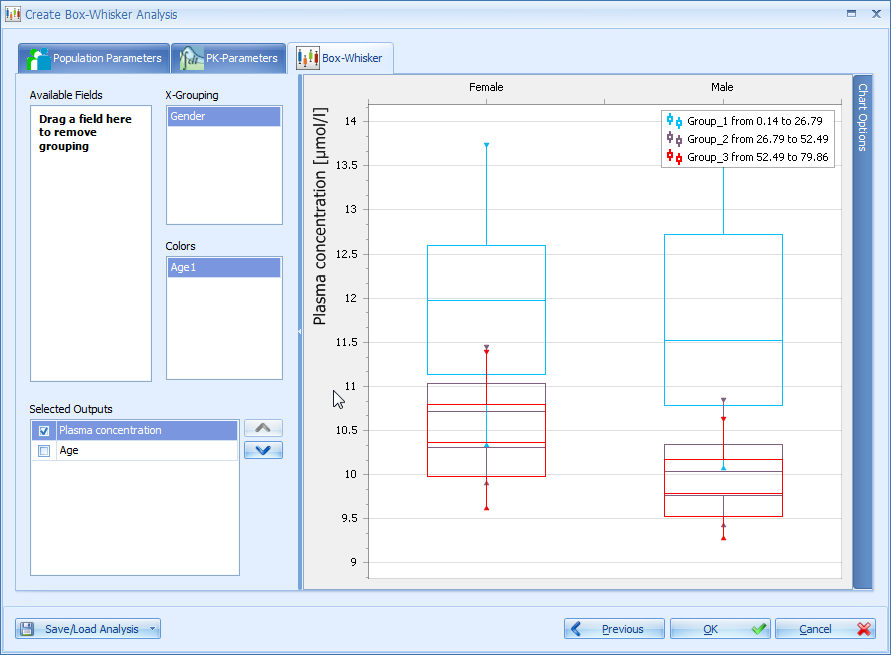 Create Box-Whisker Analysis
Population Parameters
PK-Parameters
Box-Whisker
Available Fields
Drag a field here
to remove
grouping
X-Grouping
Gender
Colors
Age1
Selected Outputs
Plasma concentration
Age
Female
Male
Plasma concentration [µmol/l]
14
13.5
13
12.5
12
11.5
11
10.5
10
9.5
9
Group_1 from 0.14 to 26.79
Group_2 from 26.79 to 52.49
Group_3 from 52.49 to 79.86
Chart Options
Save/Load Analysis
Previous
OK
Cancel